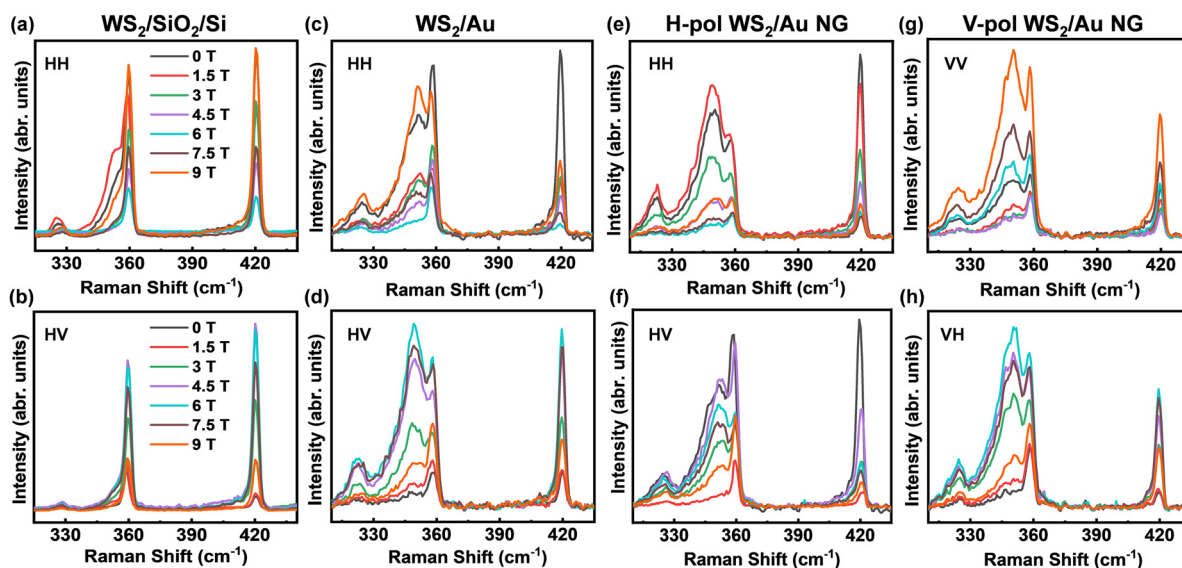 WS₂/SiO₂/Si
WS₂/Au
H-pol WS₂/Au NG
V-pol WS₂/Au NG
(a)
Intensity (abr. units)
HH
0 T
1.5 T
3 T
4.5 T
6 T
7.5 T
9 T
330 360 390 420
Raman Shift (cm⁻¹)
(c)
Intensity (abr. units)
HH
330 360 390 420
Raman Shift (cm⁻¹)
(e)
Intensity (abr. units)
HH
330 360 390 420
Raman Shift (cm⁻¹)
(g)
Intensity (abr. units)
VV
330 360 390 420
Raman Shift (cm⁻¹)
(b)
Intensity (abr. units)
HV
0 T
1.5 T
3 T
4.5 T
6 T
7.5 T
9 T
330 360 390 420
Raman Shift (cm⁻¹)
(d)
Intensity (abr. units)
HV
330 360 390 420
Raman Shift (cm⁻¹)
(f)
Intensity (abr. units)
HV
330 360 390 420
Raman Shift (cm⁻¹)
(h)
Intensity (abr. units)
VH
330 360 390 420
Raman Shift (cm⁻¹)